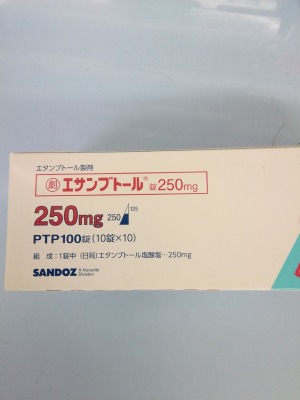 エタンブトール製剤
劇 エサンブトール® 錠250mg
250mg 250 125
PTP100錠(10錠×10)
組 成:1錠中(日局)エタンブトール塩酸塩…250mg
SANDOZ A Novartis
Division